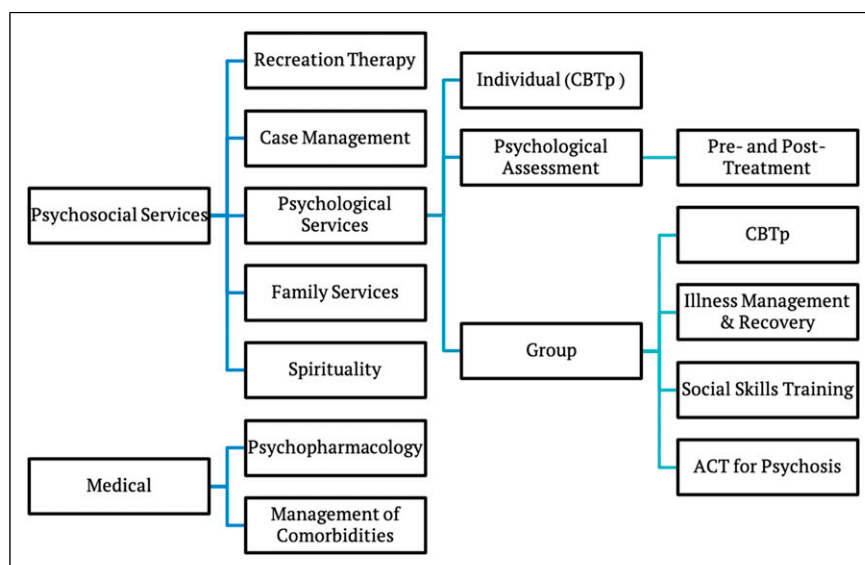 Psychosocial Services
Recreation Therapy
Case Management
Psychological
Services
Family Services
Spirituality
Individual (CBTp )
Psychological
Assessment
Pre- and Post-
Treatment
Group
CBTp
Illness Management
& Recovery
Social Skills Training
ACT for Psychosis
Medical
Psychopharmacology
Management of
Comorbidities